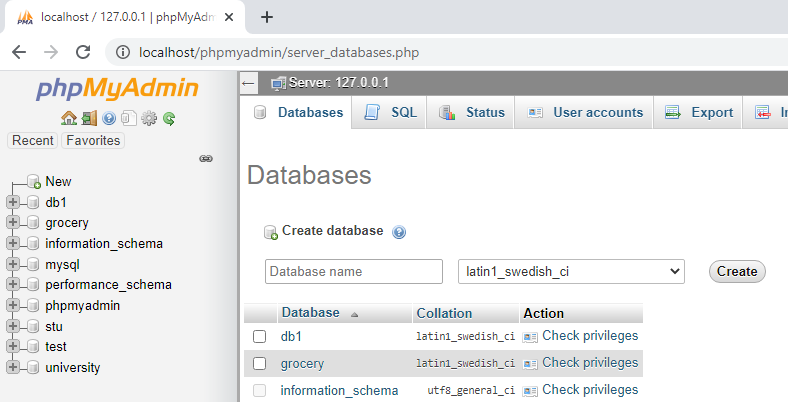 localhost / 127.0.0.1 | phpMyAdm
localhost/phpmyadmin/server_databases.php
phpMyAdmin
Recent Favorites
New
db1
grocery
information_schema
mysql
performance_schema
phpmyadmin
stu
test
university
Server: 127.0.0.1
Databases SQL Status User accounts Export
Databases
Create database
Database name latin1_swedish_ci Create
Database Collation Action
db1 latin1_swedish_ci Check privileges
grocery latin1_swedish_ci Check privileges
information_schema utf8_general_ci Check privileges